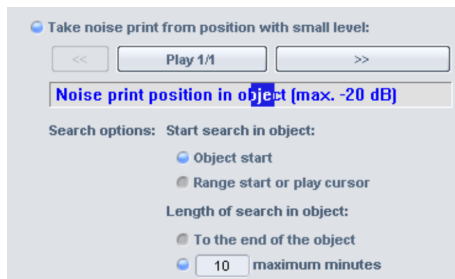 Take noise print from position with small level:
<< Play 1/1 >>
Noise print position in object (max. -20 dB)
Search options: Start search in object:
Object start
Range start or play cursor
Length of search in object:
To the end of the object
10 maximum minutes